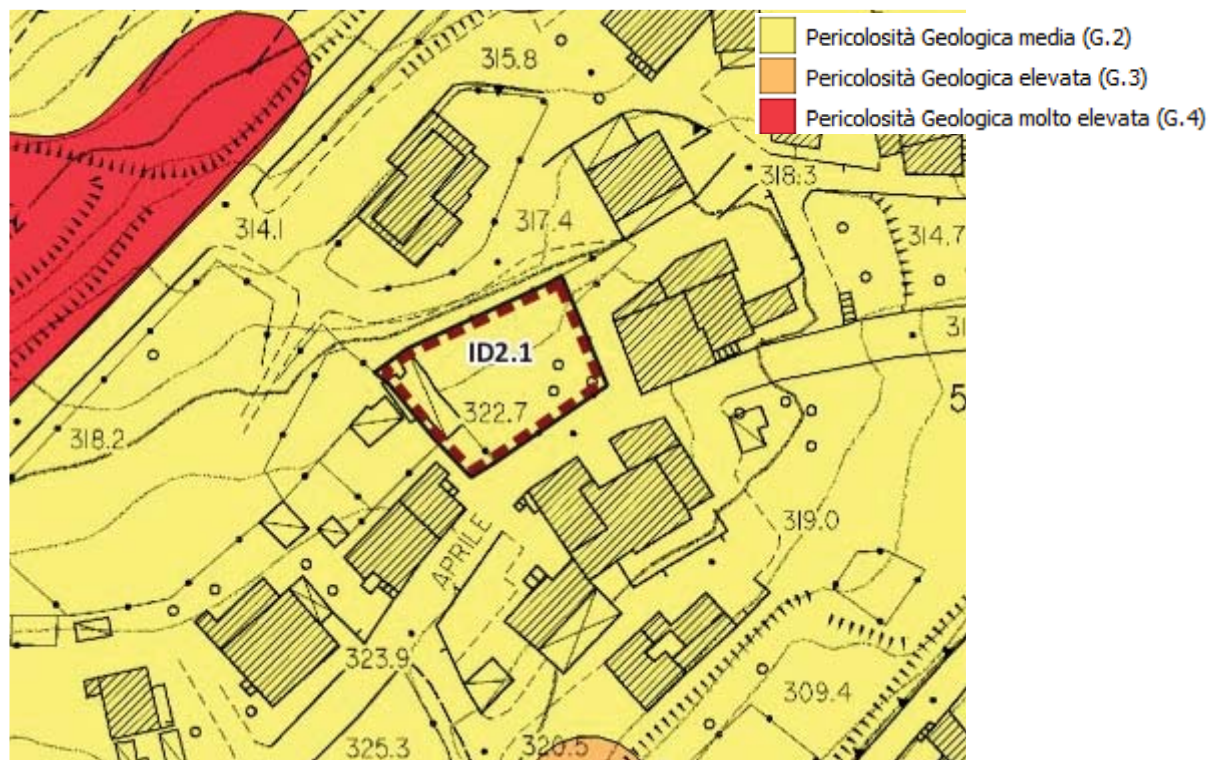 Pericolosità Geologica media (G.2)
Pericolosità Geologica elevata (G.3)
Pericolosità Geologica molto elevata (G.4)
315.8
318.3
314.1
317.4
314.7
ID2.1
322.7
318.2
319.0
APRILE
323.9
309.4
325.3
320.5